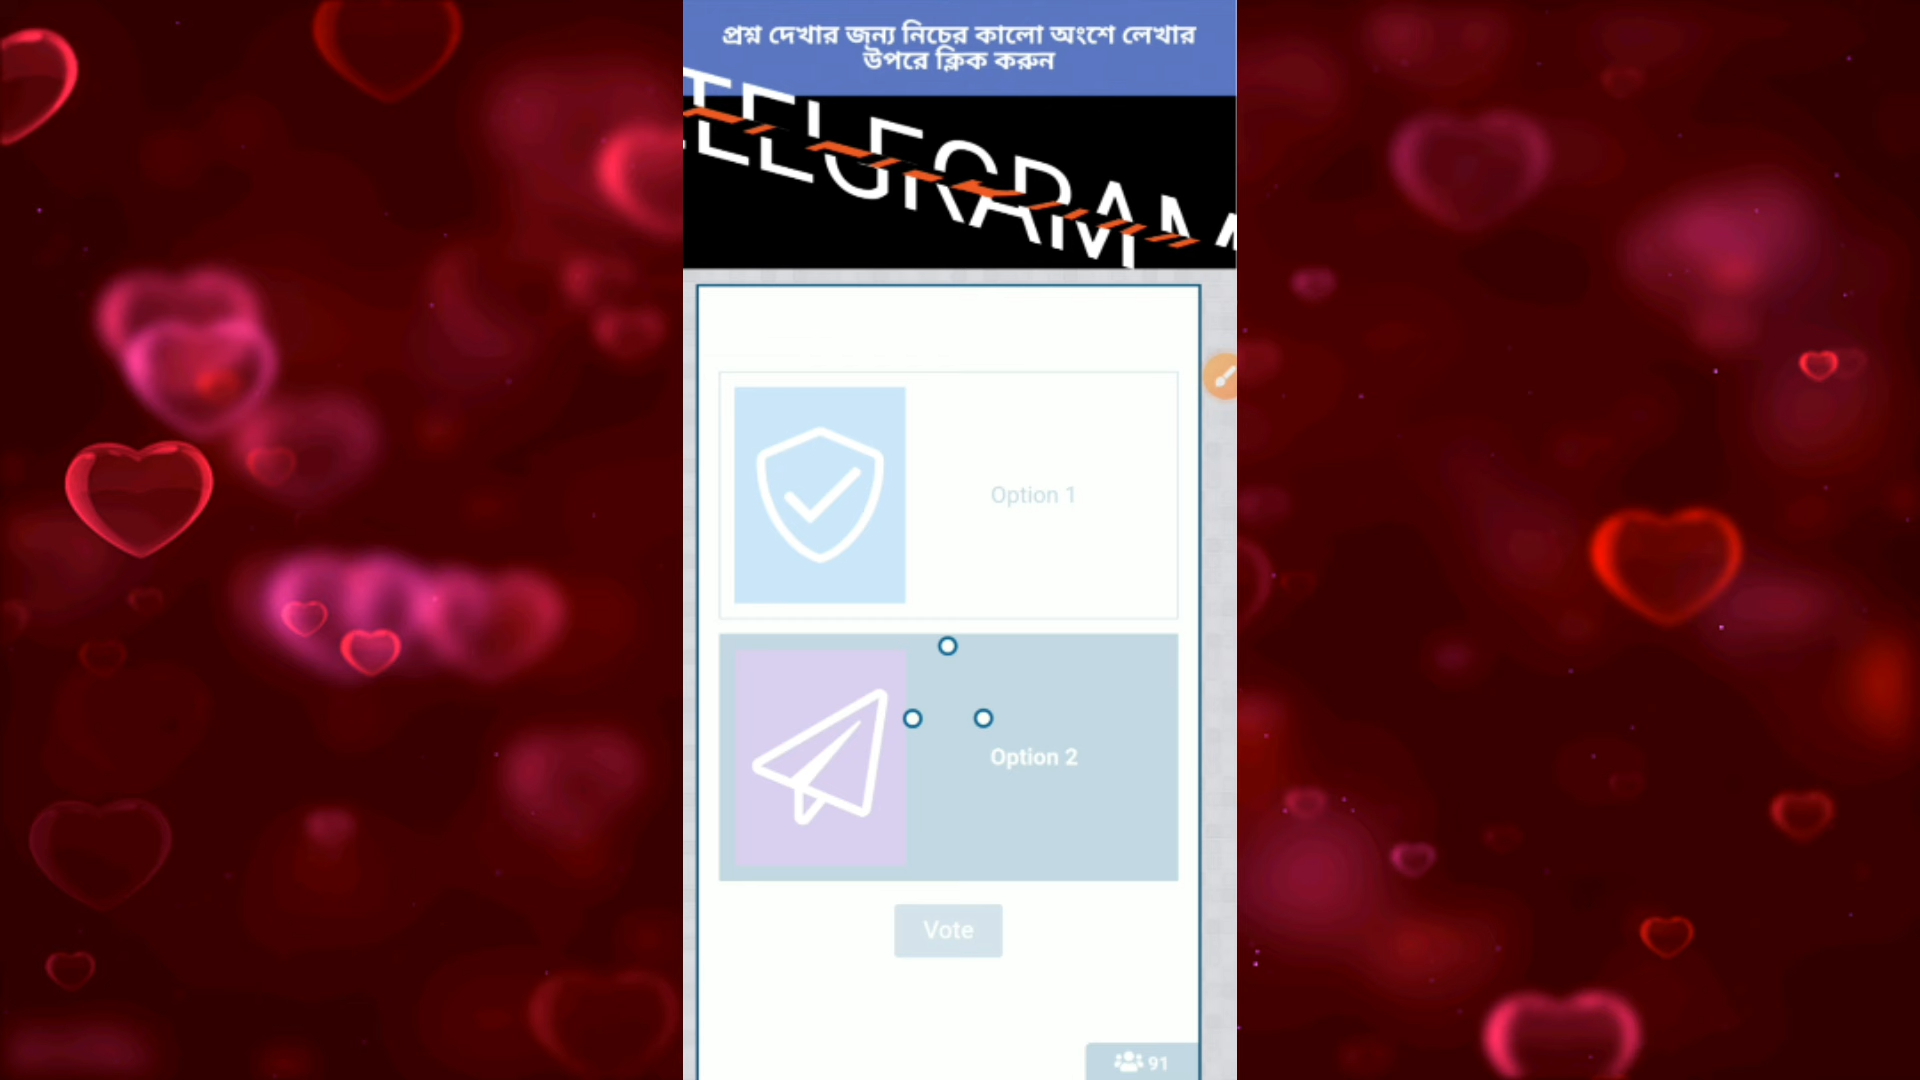 প্রশ্ন দেখার জন্য নিচের কালো অংশে লেখার
উপরে ক্লিক করুন
TELEGRAM
Option 1
Option 2
Vote
91